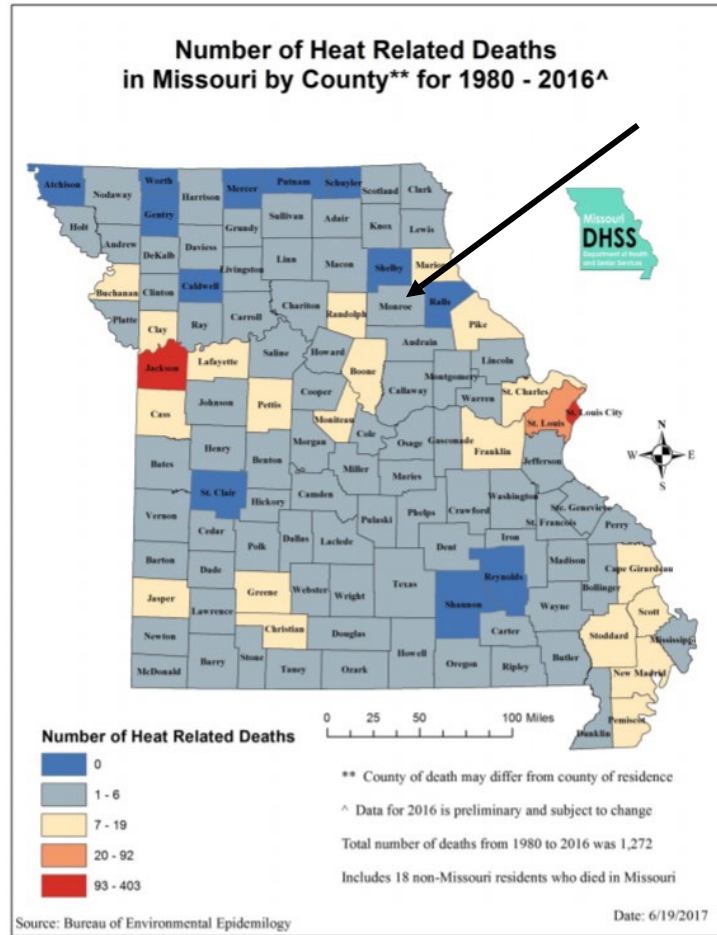 Number of Heat Related Deaths
in Missouri by County** for 1980 - 2016^
Atchison
Nodaway
Worth
Gentry
Harrison
Mercer
Putnam
Schuyler
Scotland
Clark
Holt
Andrew
DeKalb
Daviess
Grundy
Sullivan
Adair
Knox
Lewis
Missouri
DHSS
Department of Health
and Senior Services
Buchanan
Clinton
Caldwell
Livingston
Linn
Macon
Shelby
Marion
Platte
Clay
Ray
Carroll
Chariton
Randolph
Monroe
Ralls
Pike
Jackson
Lafayette
Saline
Howard
Boone
Audrain
Callaway
Montgomery
Lincoln
Warren
St. Charles
St. Louis City
St. Louis
Cass
Johnson
Pettis
Cooper
Moniteau
Cole
Osage
Gasconade
Franklin
Jefferson
N
W
E
S
Bates
Henry
Benton
Morgan
Miller
Maries
Vernon
St. Clair
Hickory
Camden
Pulaski
Phelps
Crawford
Washington
St. Francois
Ste. Genevieve
Perry
Cedar
Polk
Dallas
Laclede
Dent
Iron
Madison
Cape Girardeau
Bollinger
Barton
Dade
Jasper
Greene
Webster
Wright
Texas
Shannon
Reynolds
Wayne
Scott
Stoddard
Mississippi
Newton
Lawrence
Christian
Douglas
Howell
Carter
Butler
New Madrid
McDonald
Barry
Stone
Taney
Ozark
Oregon
Ripley
Dunklin
Pemiscot
Number of Heat Related Deaths
0
1 - 6
7 - 19
20 - 92
93 - 403
0 25 50 100 Miles
** County of death may differ from county of residence
^ Data for 2016 is preliminary and subject to change
Total number of deaths from 1980 to 2016 was 1,272
Includes 18 non-Missouri residents who died in Missouri
Source: Bureau of Environmental Epidemilogy
Date: 6/19/2017